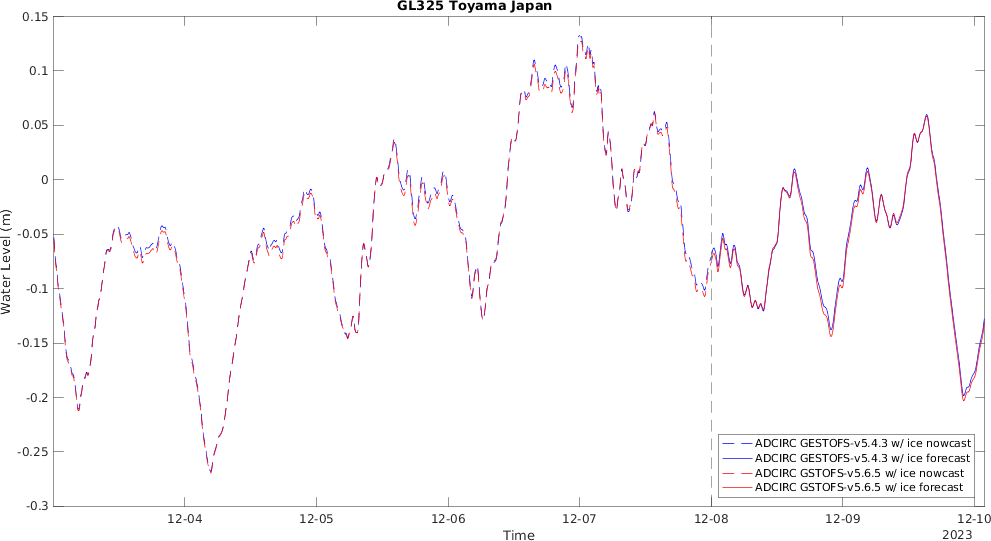 GL325 Toyama Japan
0.15
0.1
0.05
0
-0.05
-0.1
-0.15
-0.2
-0.25
-0.3
Water Level (m)
12-04
12-05
12-06
12-07
12-08
12-09
12-10
Time
2023
ADCIRC GESTOFS-v5.4.3 w/ ice nowcast
ADCIRC GESTOFS-v5.4.3 w/ ice forecast
ADCIRC GSTOFS-v5.6.5 w/ ice nowcast
ADCIRC GSTOFS-v5.6.5 w/ ice forecast